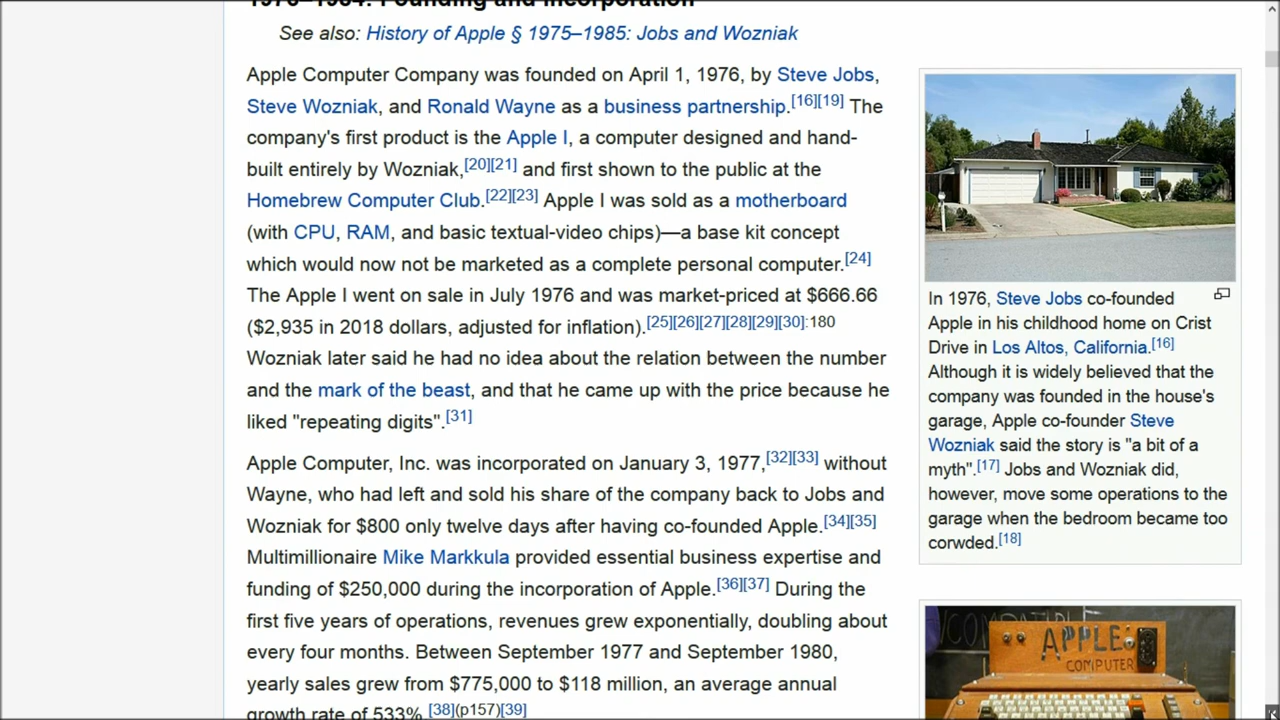 1976–1984: Founding and incorporation
See also: History of Apple § 1975–1985: Jobs and Wozniak
Apple Computer Company was founded on April 1, 1976, by Steve Jobs,
Steve Wozniak, and Ronald Wayne as a business partnership.[16][19] The
company's first product is the Apple I, a computer designed and hand-
built entirely by Wozniak,[20][21] and first shown to the public at the
Homebrew Computer Club.[22][23] Apple I was sold as a motherboard
(with CPU, RAM, and basic textual-video chips)—a base kit concept
which would now not be marketed as a complete personal computer.[24]
The Apple I went on sale in July 1976 and was market-priced at $666.66
($2,935 in 2018 dollars, adjusted for inflation).[25][26][27][28][29][30]:180
Wozniak later said he had no idea about the relation between the number
and the mark of the beast, and that he came up with the price because he
liked "repeating digits".[31]
Apple Computer, Inc. was incorporated on January 3, 1977,[32][33] without
Wayne, who had left and sold his share of the company back to Jobs and
Wozniak for $800 only twelve days after having co-founded Apple.[34][35]
Multimillionaire Mike Markkula provided essential business expertise and
funding of $250,000 during the incorporation of Apple.[36][37] During the
first five years of operations, revenues grew exponentially, doubling about
every four months. Between September 1977 and September 1980,
yearly sales grew from $775,000 to $118 million, an average annual
growth rate of 533%.[38](p157)[39]
In 1976, Steve Jobs co-founded
Apple in his childhood home on Crist
Drive in Los Altos, California.[16]
Although it is widely believed that the
company was founded in the house's
garage, Apple co-founder Steve
Wozniak said the story is "a bit of a
myth".[17] Jobs and Wozniak did,
however, move some operations to the
garage when the bedroom became too
corwded.[18]
APPLE
COMPUTER